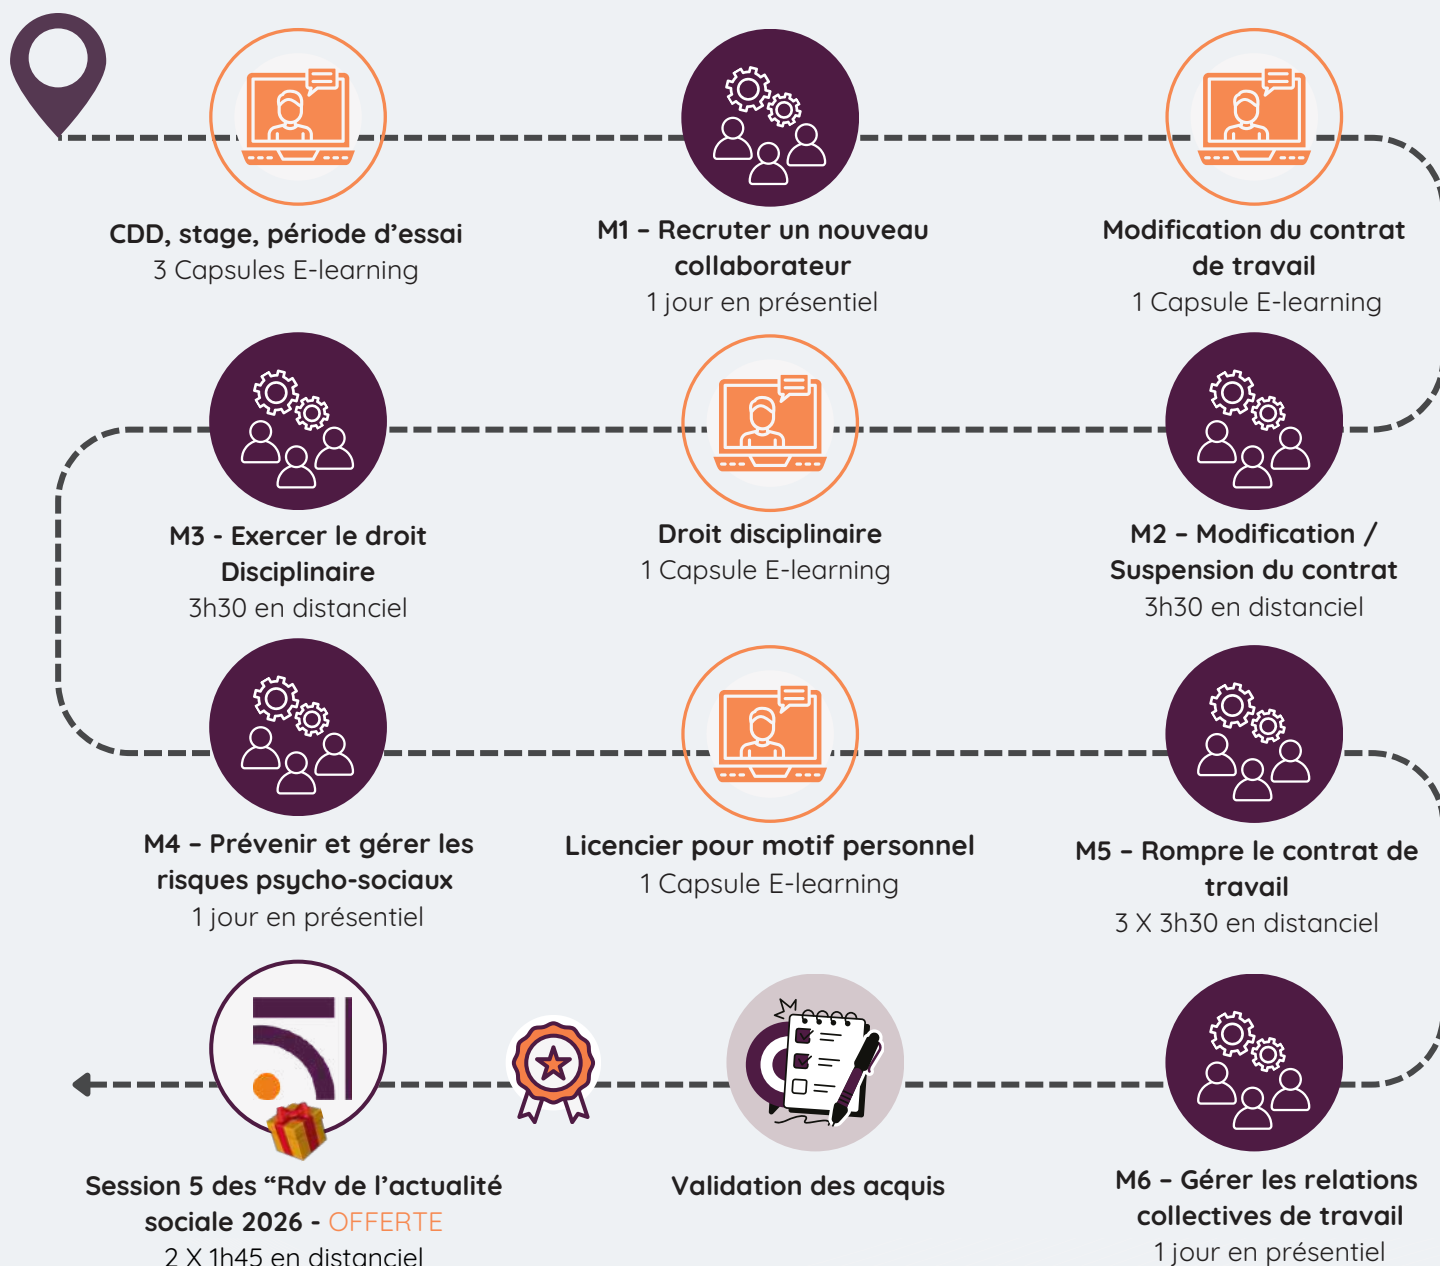 CDD, stage, période d'essai
3 Capsules E-learning
M1 – Recruter un nouveau
collaborateur
1 jour en présentiel
Modification du contrat
de travail
1 Capsule E-learning
M2 – Modification /
Suspension du contrat
3h30 en distanciel
Droit disciplinaire
1 Capsule E-learning
M3 - Exercer le droit
Disciplinaire
3h30 en distanciel
M4 – Prévenir et gérer les
risques psycho-sociaux
1 jour en présentiel
Licencier pour motif personnel
1 Capsule E-learning
M5 – Rompre le contrat de
travail
3 X 3h30 en distanciel
M6 – Gérer les relations
collectives de travail
1 jour en présentiel
Validation des acquis
Session 5 des “Rdv de l’actualité
sociale 2026 - OFFERTE
2 X 1h45 en distanciel